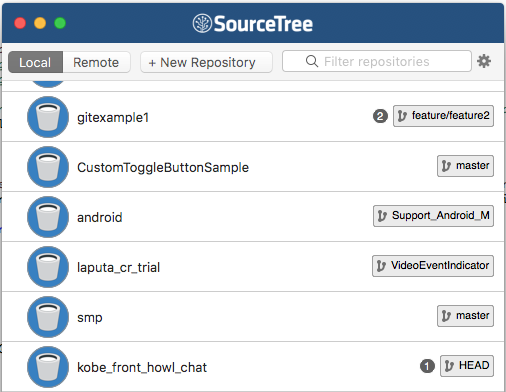 SourceTree
Local Remote + New Repository Filter repositories
gitexample1 2 feature/feature2
CustomToggleButtonSample master
android Support_Android_M
laputa_cr_trial VideoEventIndicator
smp master
kobe_front_howl_chat 1 HEAD